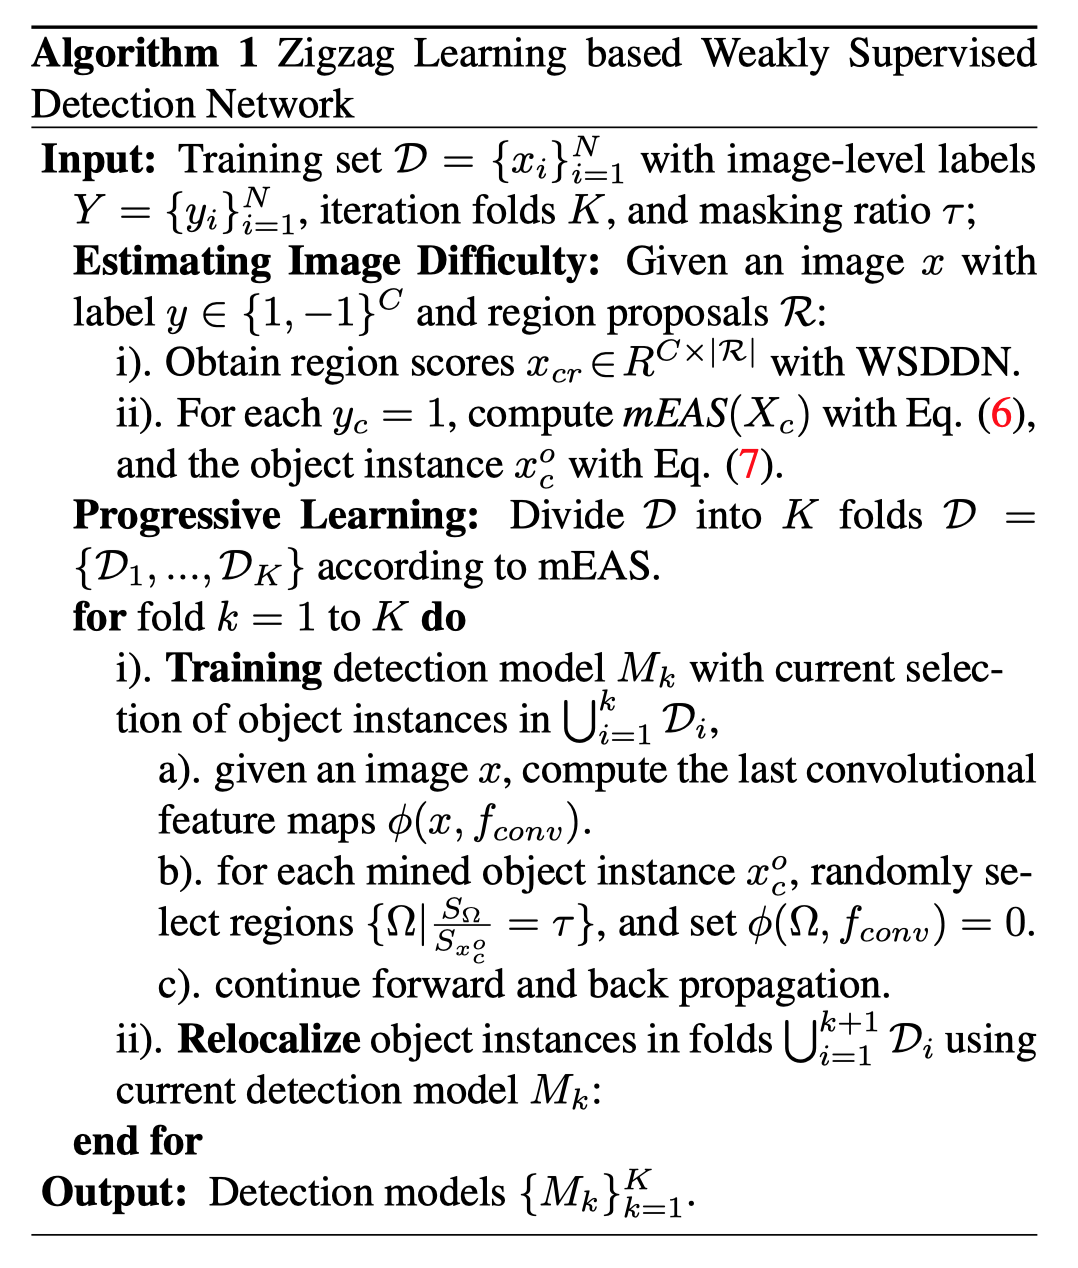 Algorithm 1 Zigzag Learning based Weakly Supervised
Detection Network
Input: Training set $\mathcal{D} = \{x_i\}_{i=1}^{N}$ with image-level labels
$Y = \{y_i\}_{i=1}^{N}$, iteration folds $K$, and masking ratio $\tau$;
Estimating Image Difficulty: Given an image $x$ with
label $y \in \{1, -1\}^C$ and region proposals $\mathcal{R}$:
i). Obtain region scores $x_{cr} \in R^{C \times |\mathcal{R}|}$ with WSDDN.
ii). For each $y_c = 1$, compute $mEAS(X_c)$ with Eq. (6),
and the object instance $x_c^o$ with Eq. (7).
Progressive Learning: Divide $\mathcal{D}$ into $K$ folds $\mathcal{D} =$
$\{\mathcal{D}_1, ..., \mathcal{D}_K\}$ according to mEAS.
for fold $k = 1$ to $K$ do
i). Training detection model $M_k$ with current selec-
tion of object instances in $\bigcup_{i=1}^{k} \mathcal{D}_i$,
a). given an image $x$, compute the last convolutional
feature maps $\phi(x, f_{conv})$.
b). for each mined object instance $x_c^o$, randomly se-
lect regions $\{\Omega | \frac{S_\Omega}{S_{x_c^o}} = \tau\}$, and set $\phi(\Omega, f_{conv}) = 0$.
c). continue forward and back propagation.
ii). Relocalize object instances in folds $\bigcup_{i=1}^{k+1} \mathcal{D}_i$ using
current detection model $M_k$:
end for
Output: Detection models $\{M_k\}_{k=1}^{K}$.